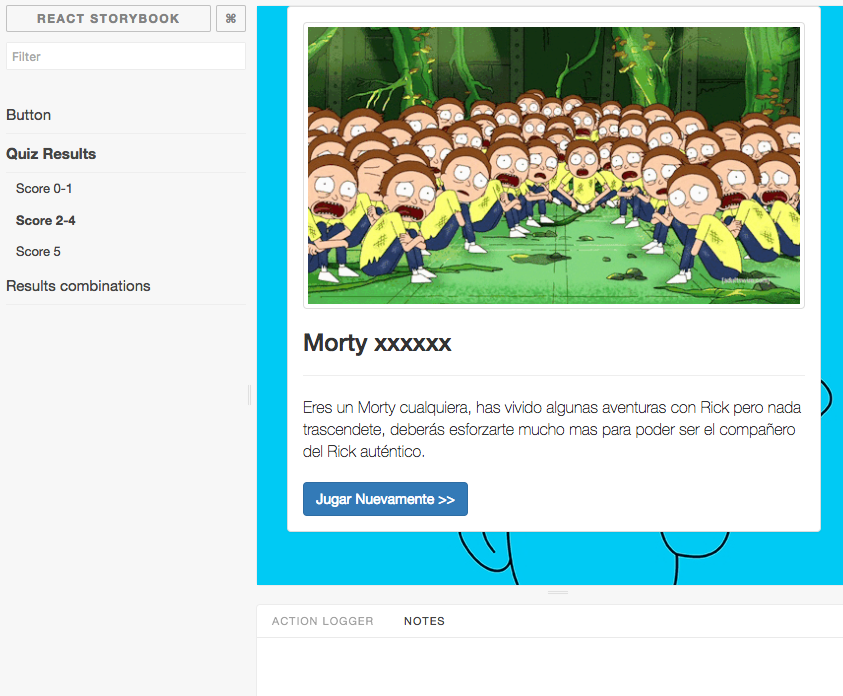 REACT STORYBOOK
⌘
Filter
Button
Quiz Results
Score 0-1
Score 2-4
Score 5
Results combinations
[adult swim]
Morty xxxxxx
Eres un Morty cualquiera, has vivido algunas aventuras con Rick pero nada
trascendete, deberás esforzarte mucho mas para poder ser el compañero
del Rick auténtico.
Jugar Nuevamente >>
ACTION LOGGER
NOTES